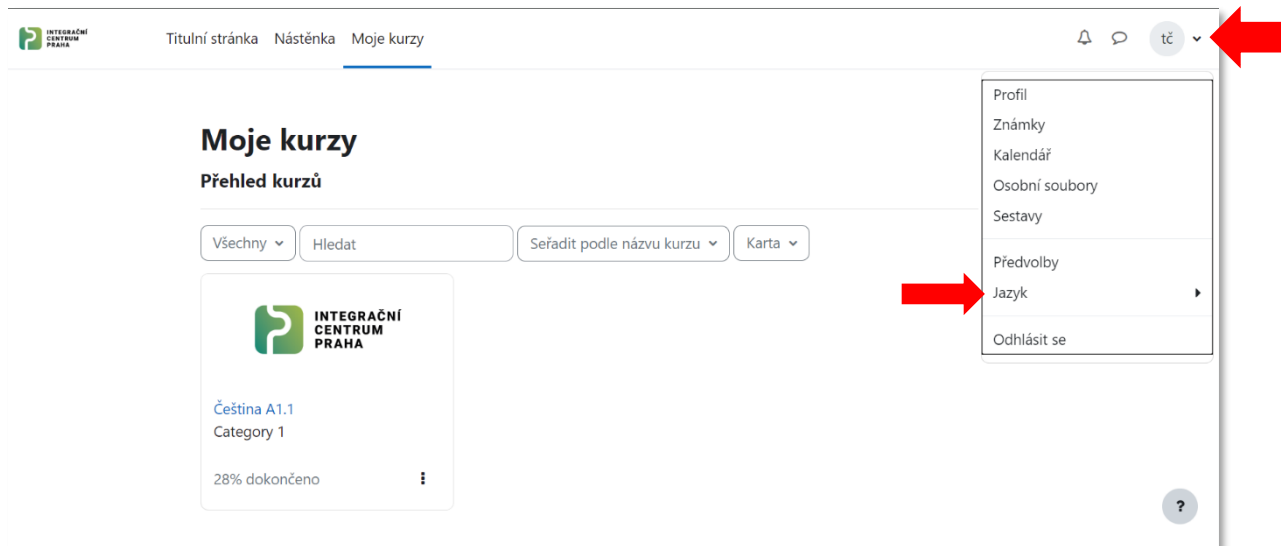 INTEGRAČNÍ
CENTRUM
PRAHA
Titulní stránka Nástěnka Moje kurzy
tč
Profil
Známky
Kalendář
Osobní soubory
Sestavy
Předvolby
Jazyk
Odhlásit se
Moje kurzy
Přehled kurzů
Všechny Hledat Seřadit podle názvu kurzu Karta
INTEGRAČNÍ
CENTRUM
PRAHA
Čeština A1.1
Category 1
28% dokončeno
?